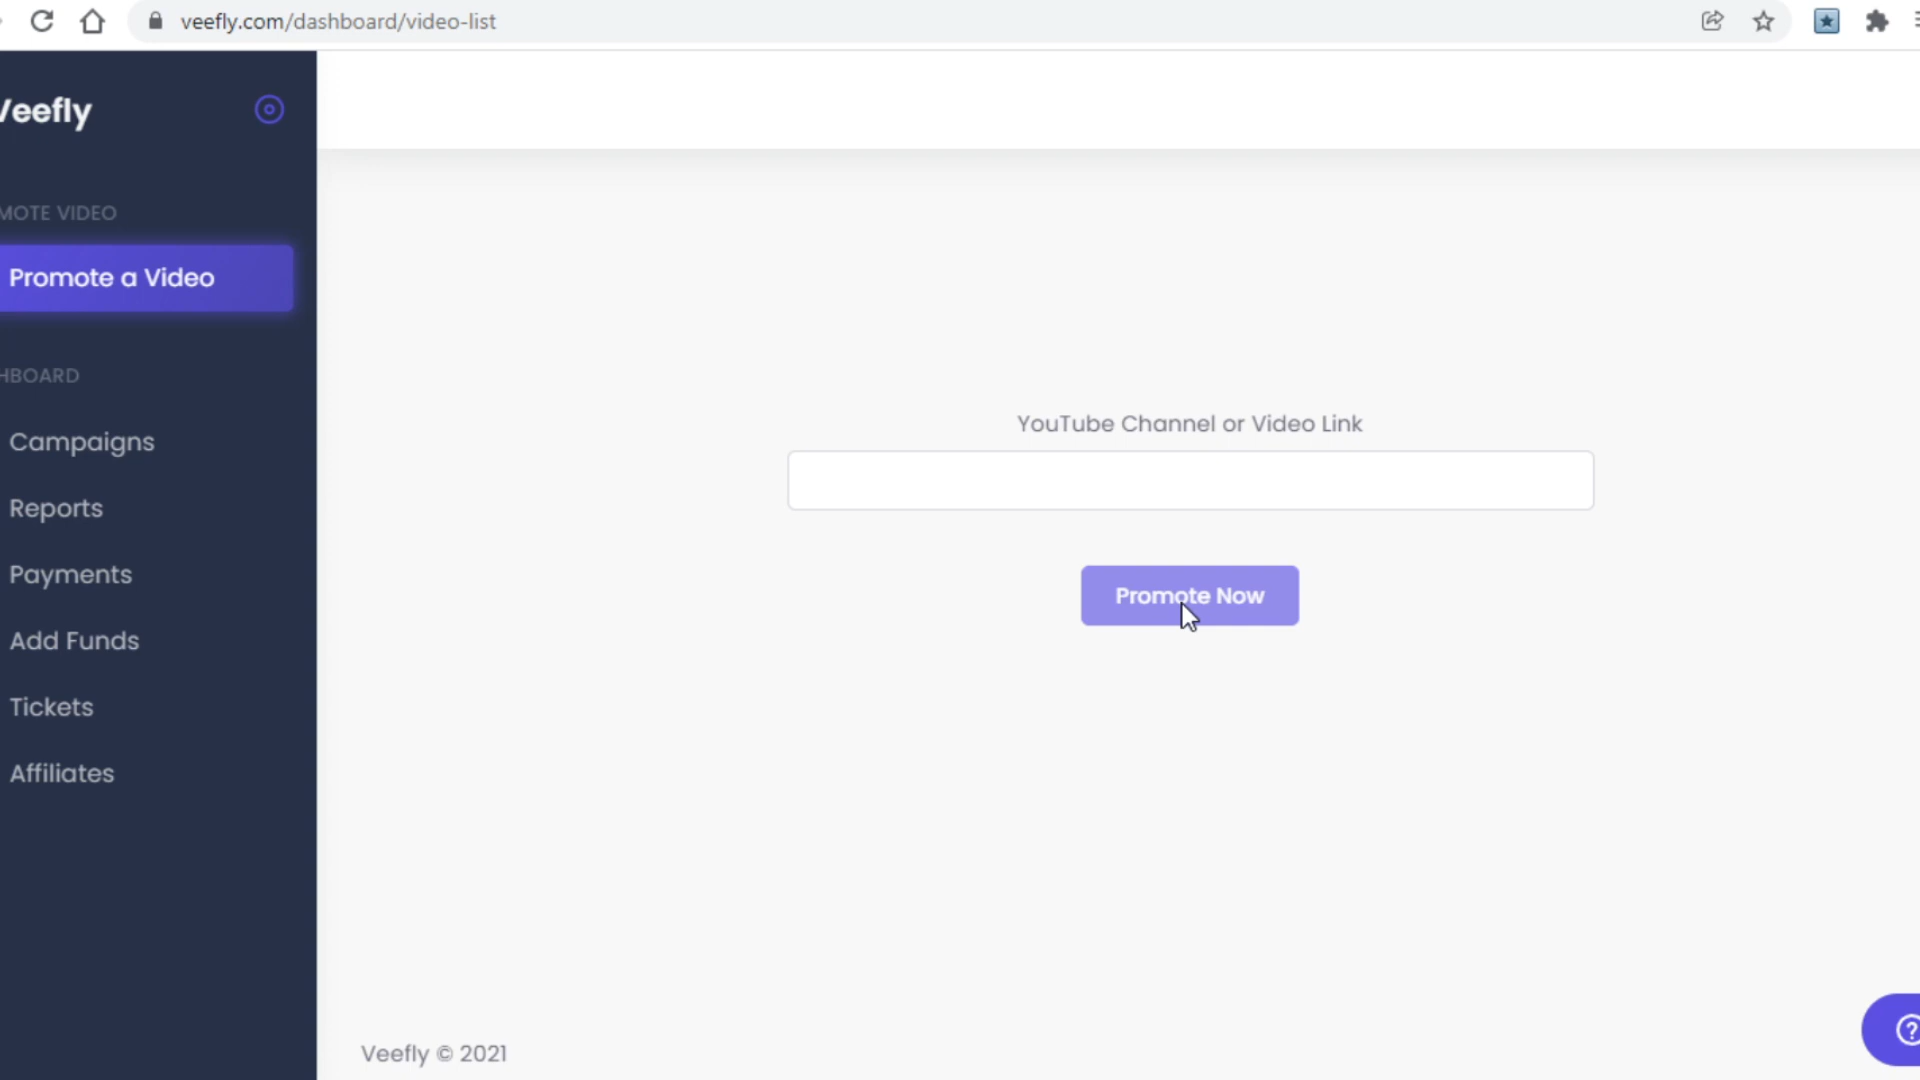 veefly.com/dashboard/video-list
Veefly
MOTE VIDEO
Promote a Video
HBOARD
Campaigns
Reports
Payments
Add Funds
Tickets
Affiliates
YouTube Channel or Video Link
Promote Now
Veefly © 2021